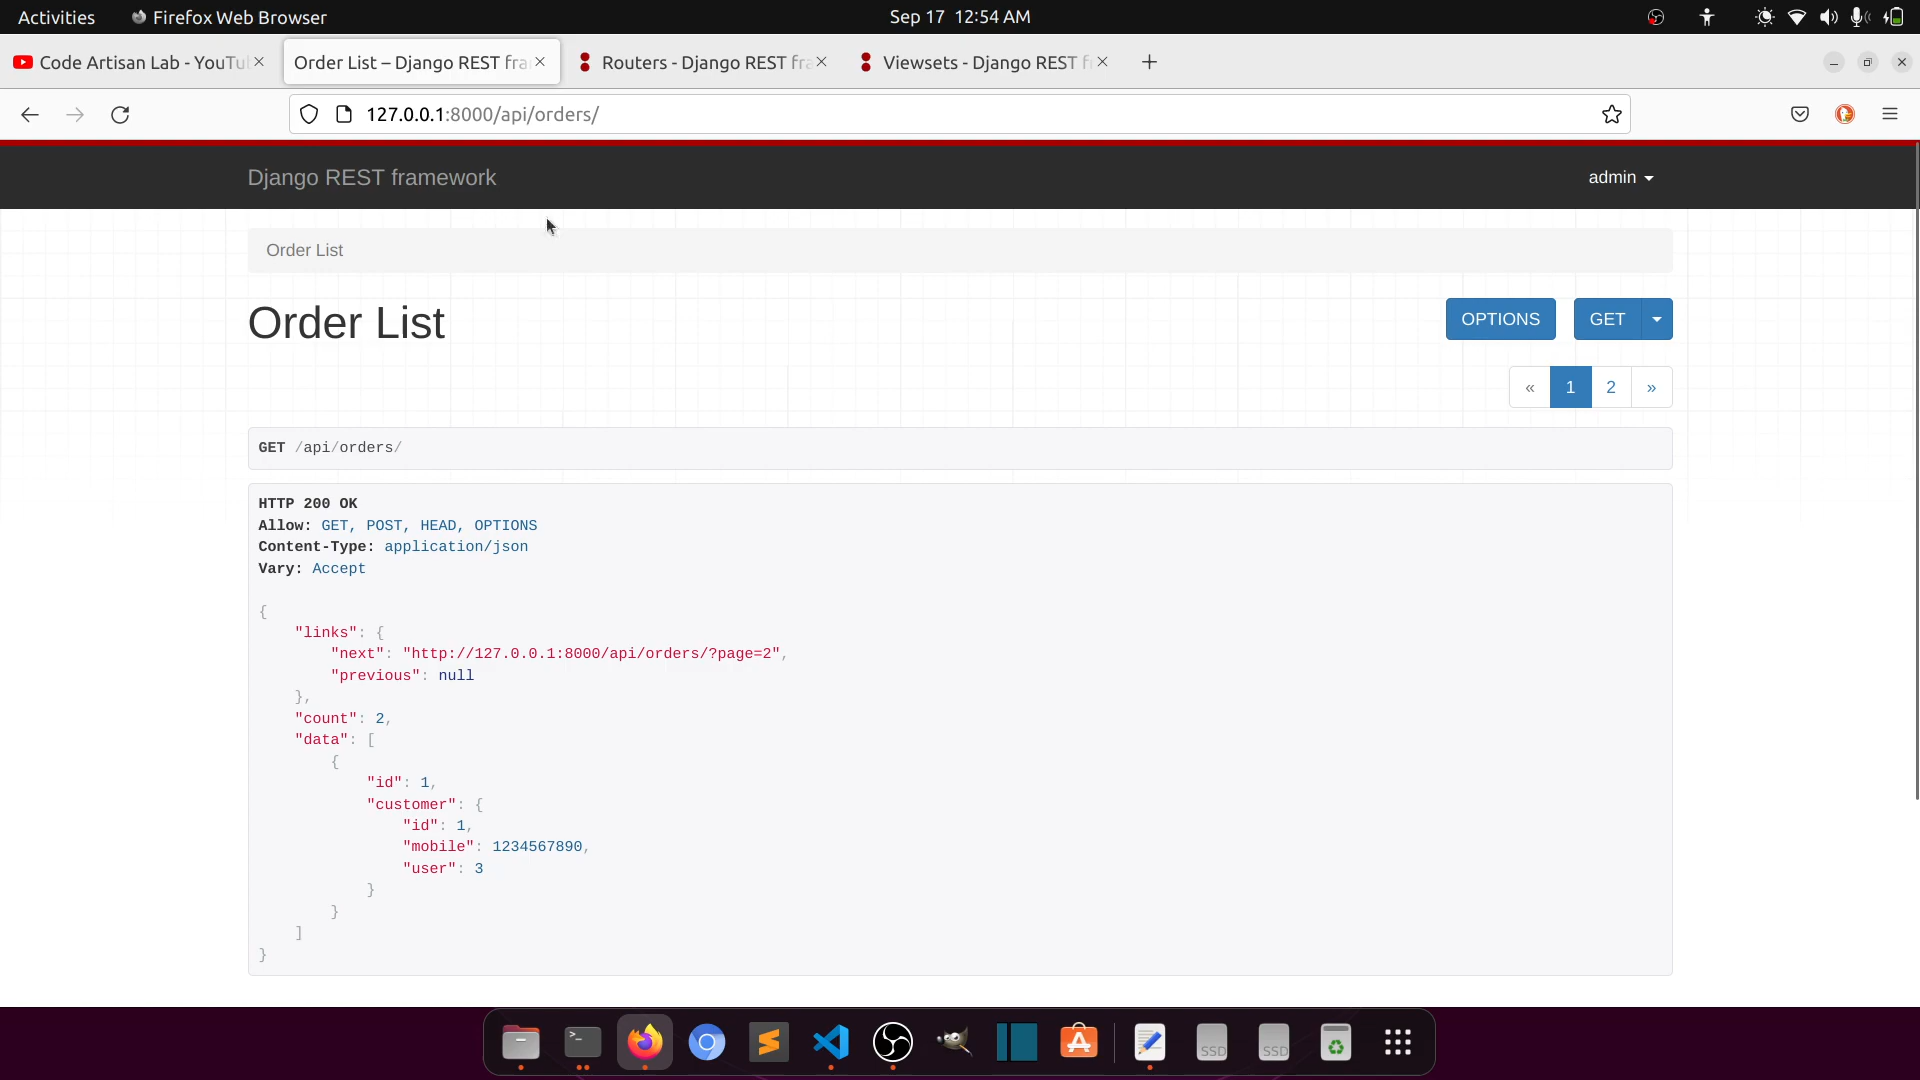 Activities Firefox Web Browser Sep 17 12:54 AM
Code Artisan Lab - YouTu Order List – Django REST fra Routers - Django REST fra Viewsets - Django REST f
127.0.0.1:8000/api/orders/
Django REST framework admin
Order List
Order List OPTIONS GET
« 1 2 »
GET /api/orders/
HTTP 200 OK
Allow: GET, POST, HEAD, OPTIONS
Content-Type: application/json
Vary: Accept
{
"links": {
"next": "http://127.0.0.1:8000/api/orders/?page=2",
"previous": null
},
"count": 2,
"data": [
{
"id": 1,
"customer": {
"id": 1,
"mobile": 1234567890,
"user": 3
}
}
]
}
SSD SSD